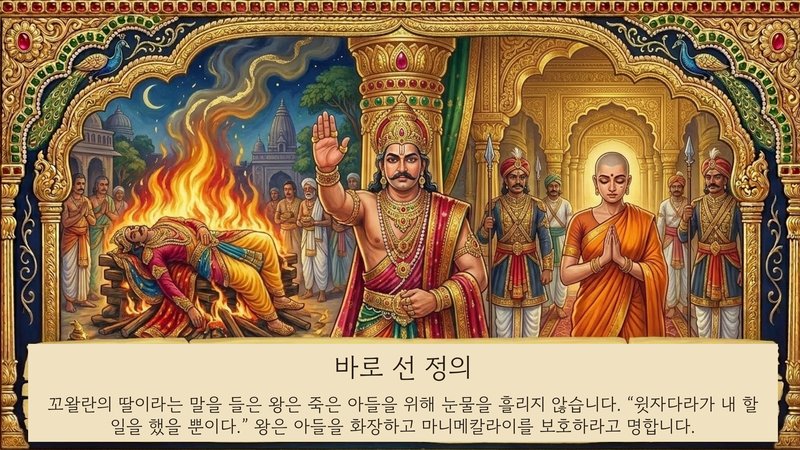 바로 선 정의
꼬왈란의 딸이라는 말을 들은 왕은 죽은 아들을 위해 눈물을 흘리지 않습니다. “윗자다라가 내 할
일을 했을 뿐이다.” 왕은 아들을 화장하고 마니메칼라이를 보호하라고 명합니다.